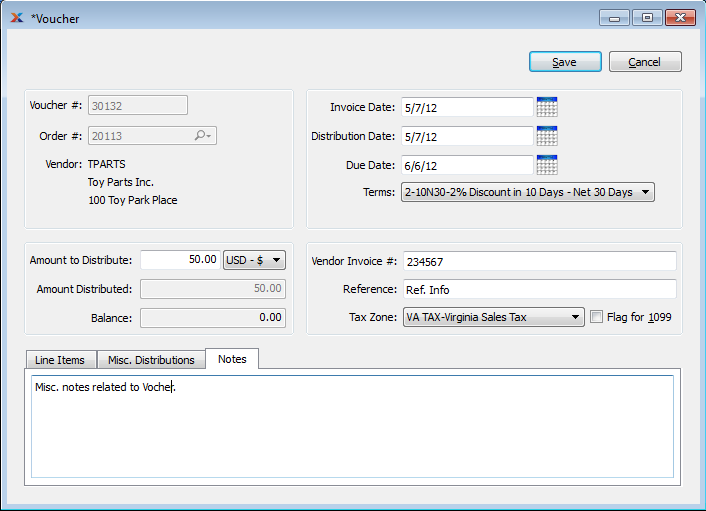 *Voucher
Save Cancel
Voucher #: 30132
Order #: 20113
Vendor: TPARTS
Toy Parts Inc.
100 Toy Park Place
Invoice Date: 5/7/12
Distribution Date: 5/7/12
Due Date: 6/6/12
Terms: 2-10N30-2% Discount in 10 Days - Net 30 Days
Amount to Distribute: 50.00 USD - $
Amount Distributed: 50.00
Balance: 0.00
Vendor Invoice #: 234567
Reference: Ref. Info
Tax Zone: VA TAX-Virginia Sales Tax Flag for 1099
Line Items Misc. Distributions Notes
Misc. notes related to Vocher.